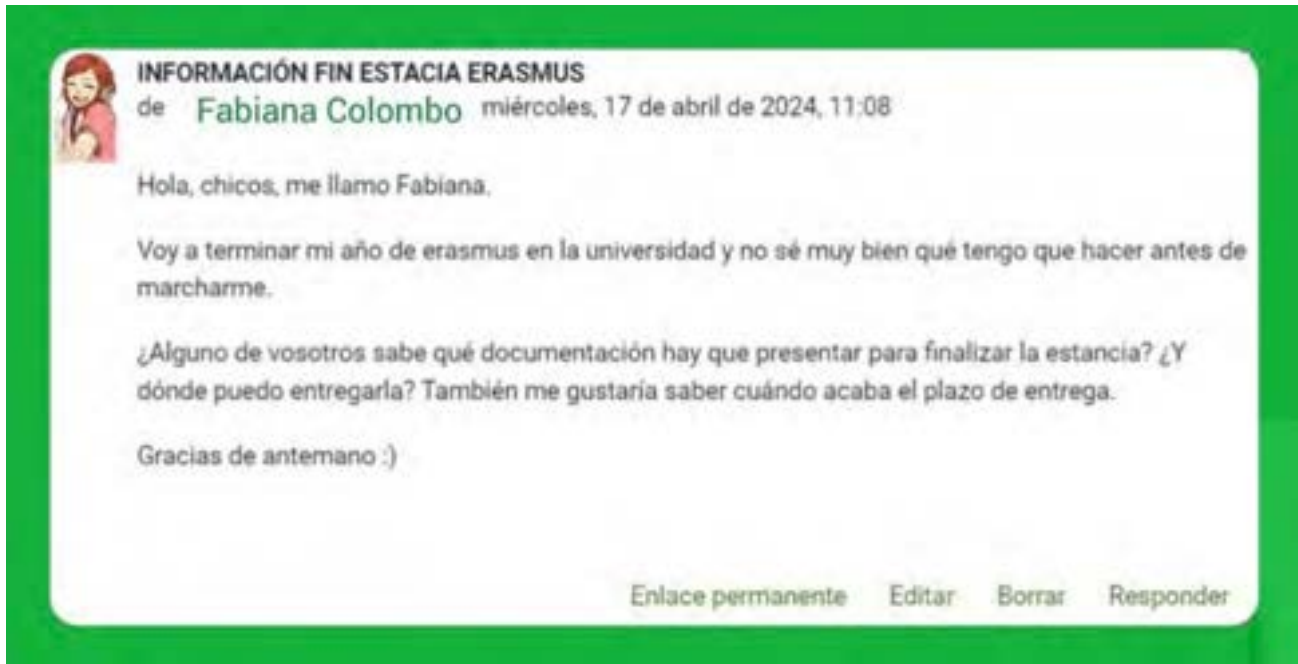 INFORMACIÓN FIN ESTACIA ERASMUS
de Fabiana Colombo miércoles, 17 de abril de 2024, 11:08
Hola, chicos, me llamo Fabiana.
Voy a terminar mi año de erasmus en la universidad y no sé muy bien qué tengo que hacer antes de
marcharme.
¿Alguno de vosotros sabe qué documentación hay que presentar para finalizar la estancia? ¿Y
dónde puedo entregarla? También me gustaría saber cuándo acaba el plazo de entrega.
Gracias de antemano :)
Enlace permanente Editar Borrar Responder